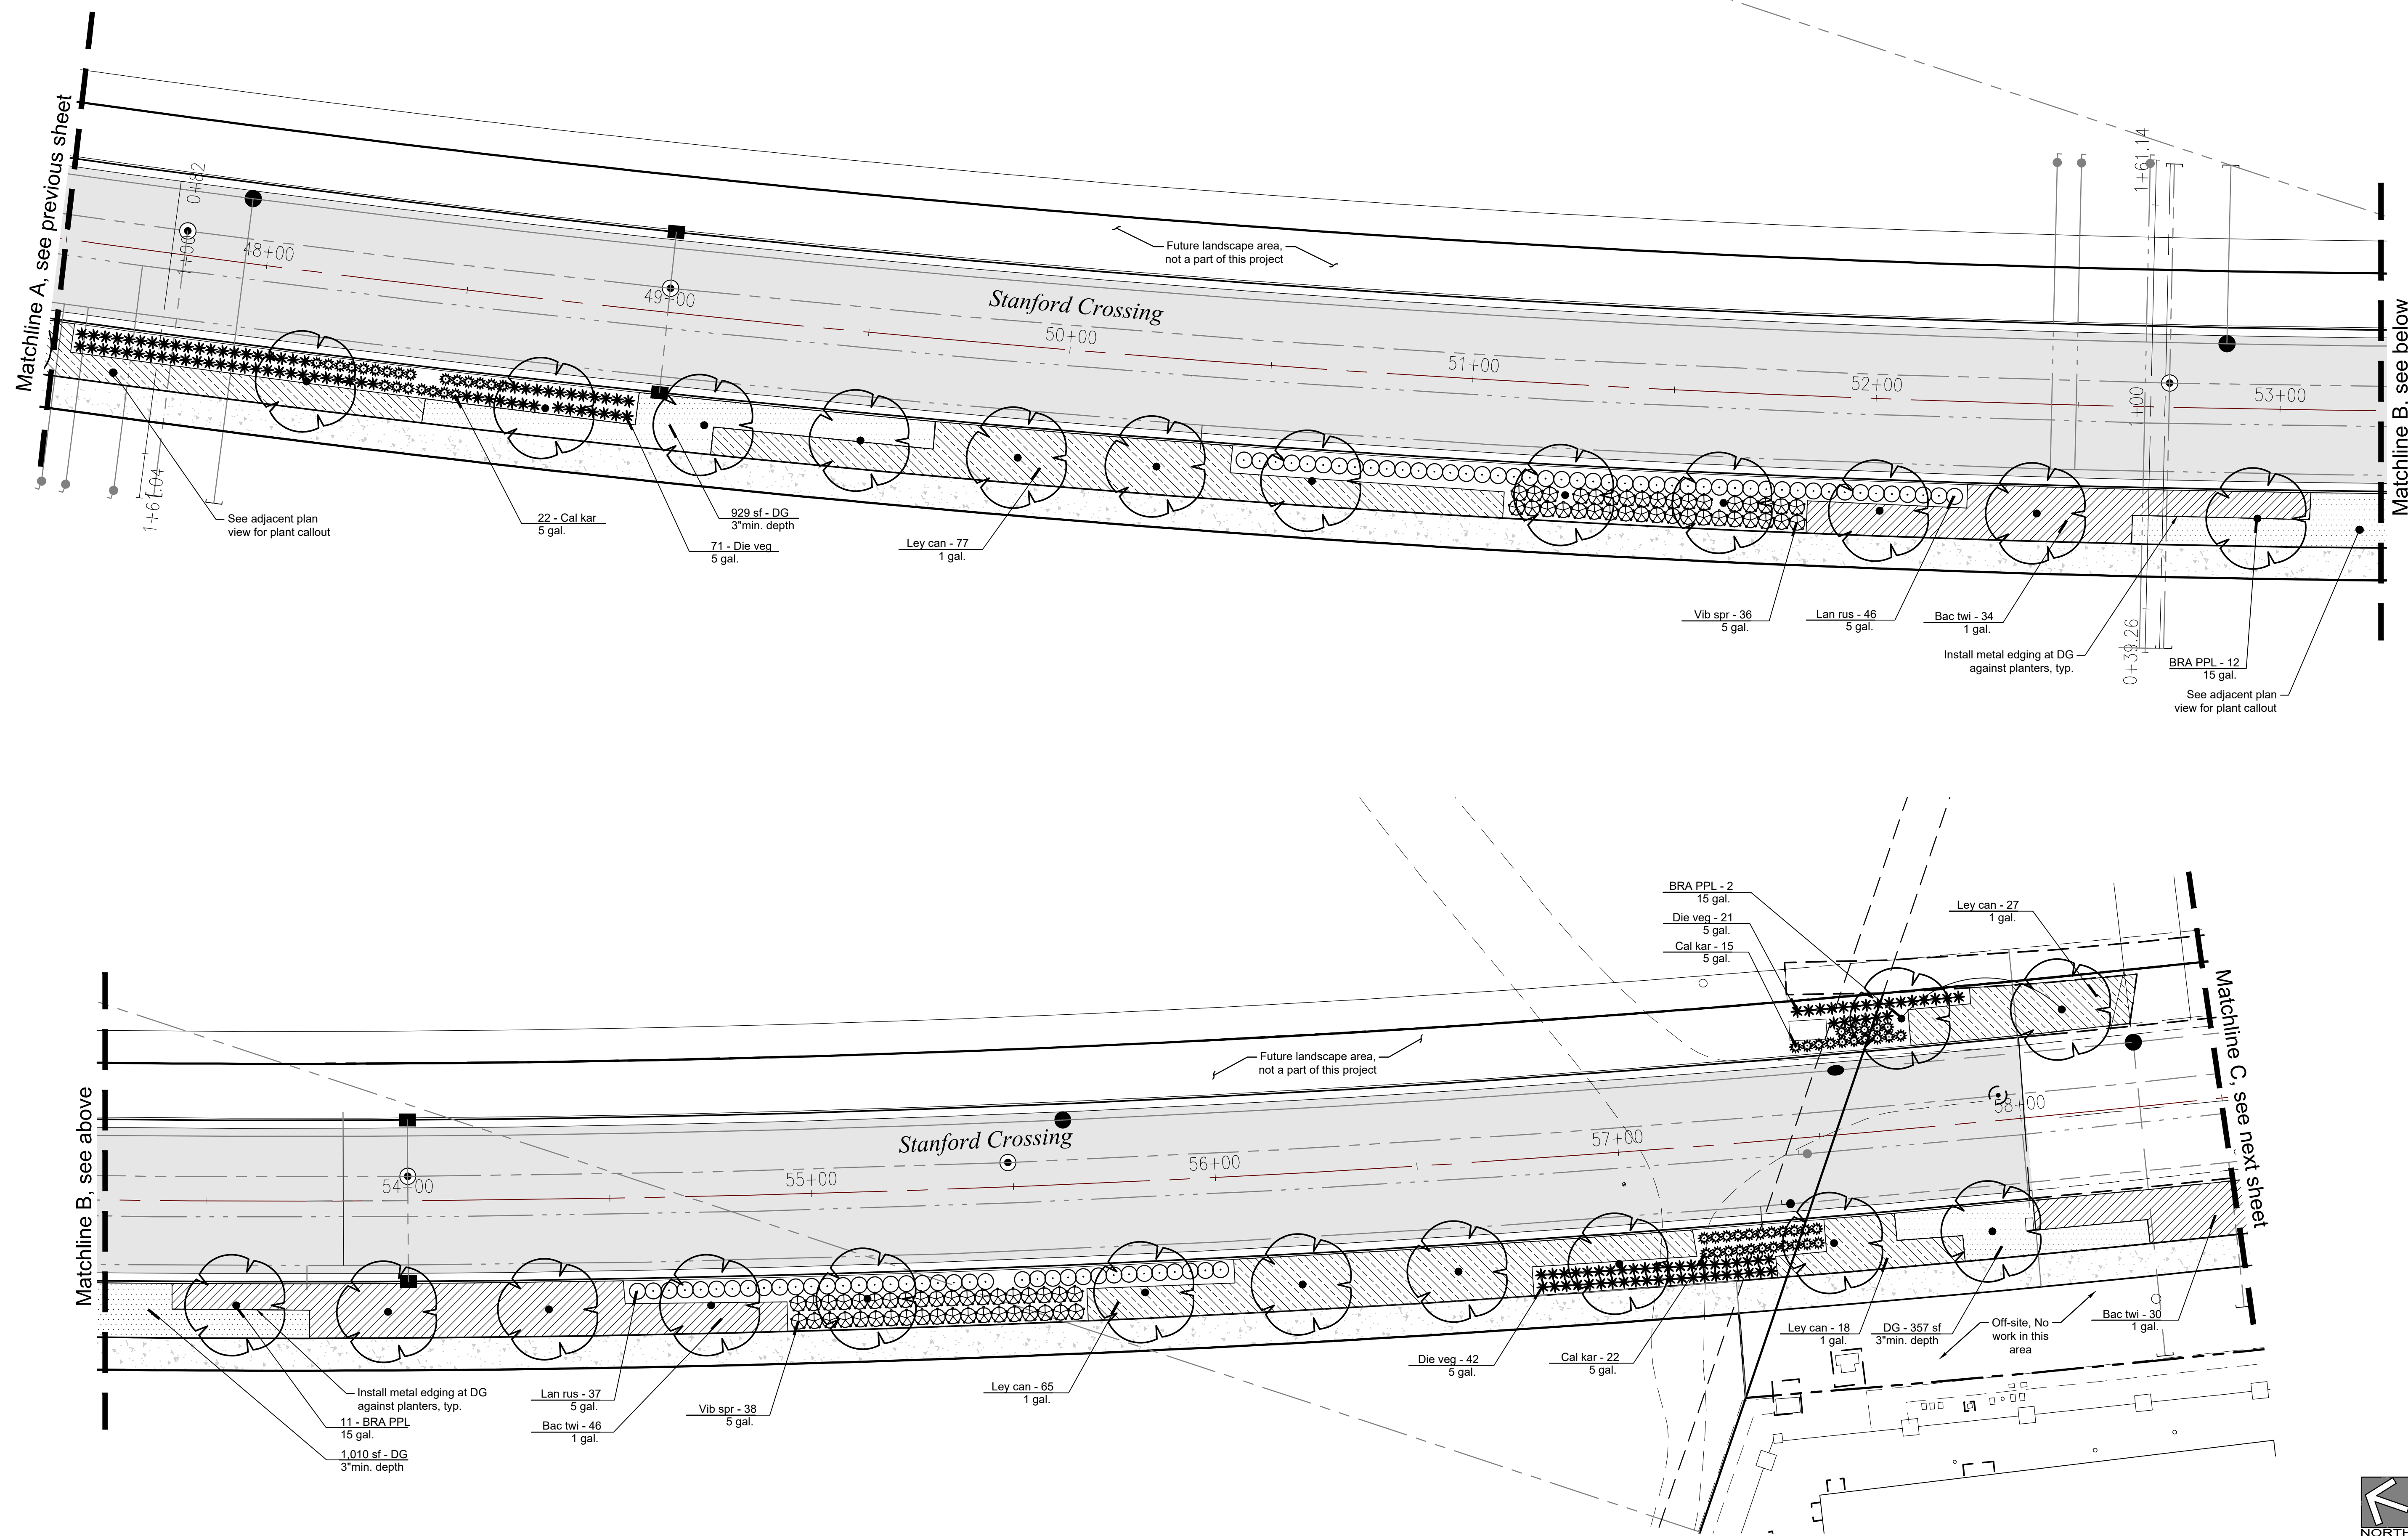 Matchline A, see previous sheet
0+82
1+00
48+00
49+00
Future landscape area,
not a part of this project
Stanford Crossing
50+00
51+00
52+00
1+61.14
1+00
53+00
Matchline B, see below
1+61.04
See adjacent plan
view for plant callout
22 - Cal kar
5 gal.
929 sf - DG
3"min. depth
71 - Die veg
5 gal.
Ley can - 77
1 gal.
Vib spr - 36
5 gal.
Lan rus - 46
5 gal.
Bac twi - 34
1 gal.
Install metal edging at DG
against planters, typ.
0+39.26
BRA PPL - 12
15 gal.
See adjacent plan
view for plant callout
BRA PPL - 2
15 gal.
Die veg - 21
5 gal.
Cal kar - 15
5 gal.
Ley can - 27
1 gal.
Matchline B, see above
Future landscape area,
not a part of this project
Stanford Crossing
54+00
55+00
56+00
57+00
58+00
Matchline C, see next sheet
Install metal edging at DG
against planters, typ.
11 - BRA PPL
15 gal.
1,010 sf - DG
3"min. depth
Lan rus - 37
5 gal.
Bac twi - 46
1 gal.
Vib spr - 38
5 gal.
Ley can - 65
1 gal.
Die veg - 42
5 gal.
Cal kar - 22
5 gal.
Ley can - 18
1 gal.
DG - 357 sf
3"min. depth
Off-site, No
work in this
area
Bac twi - 30
1 gal.